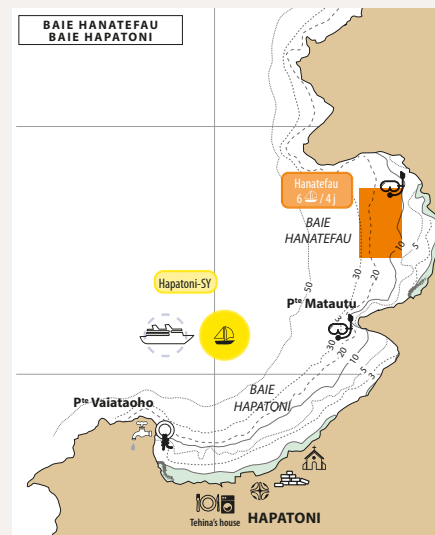 BAIE HANATEFAU
BAIE HAPATONI
Hanatefau
6 / 4 j
BAIE
HANATEFAU
10
5
20
30
50
Hapatoni-SY
Pte Matautu
3
30
20
10
5
3
BAIE
HAPATONI
Pte Vaiataoho
Tehina's house
HAPATONI